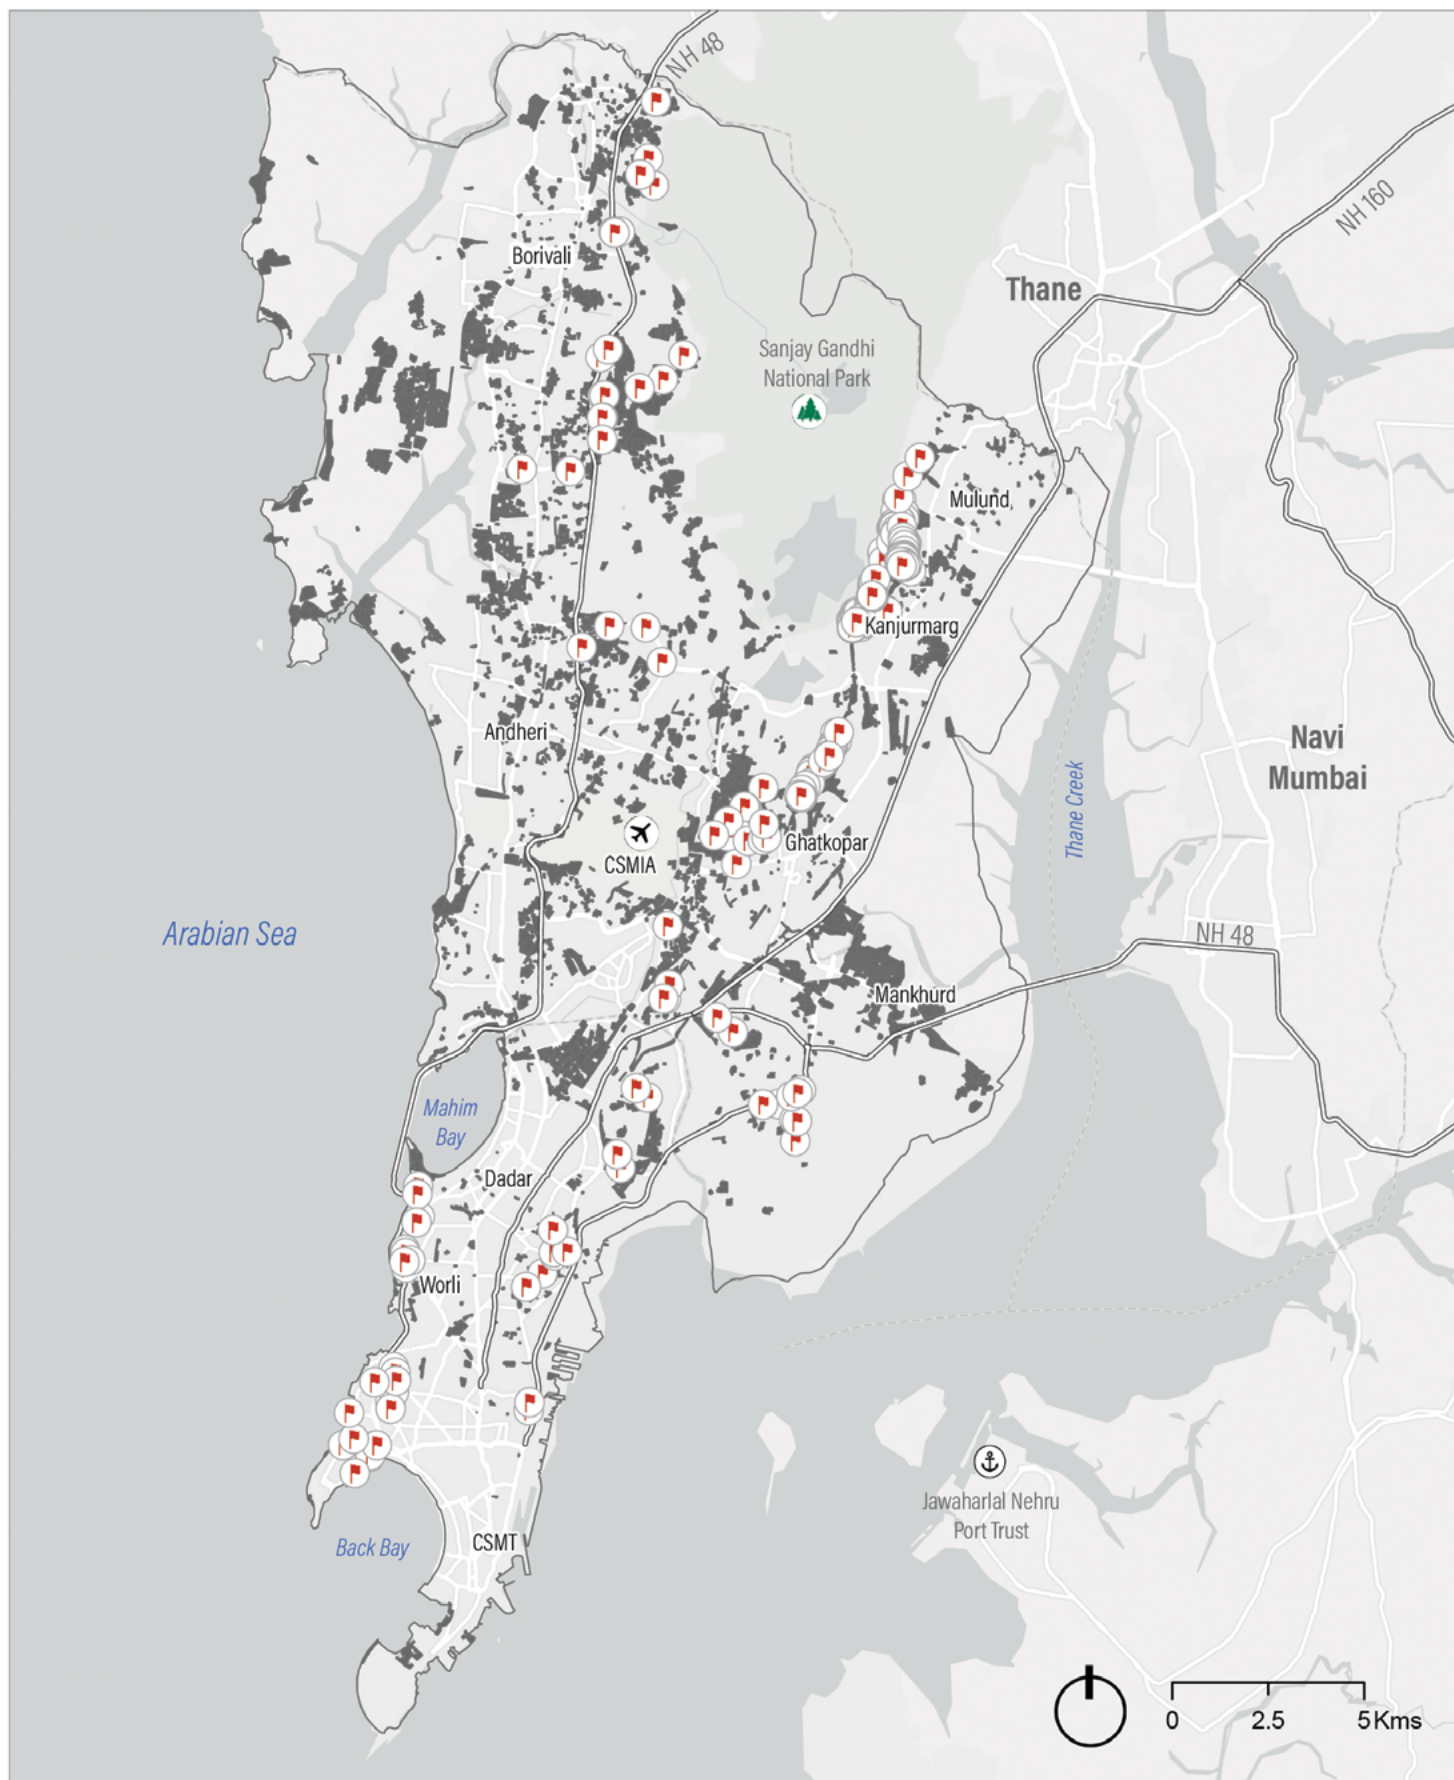 NH 48
NH 160
Borivali
Thane
Sanjay Gandhi
National Park
Mulund
Kanjurmarg
Andheri
Navi
Mumbai
Thane Creek
Ghatkopar
CSMIA
Arabian Sea
NH 48
Mankhurd
Mahim
Bay
Dadar
Worli
Jawaharlal Nehru
Port Trust
Back Bay
CSMT
0 2.5 5 Kms